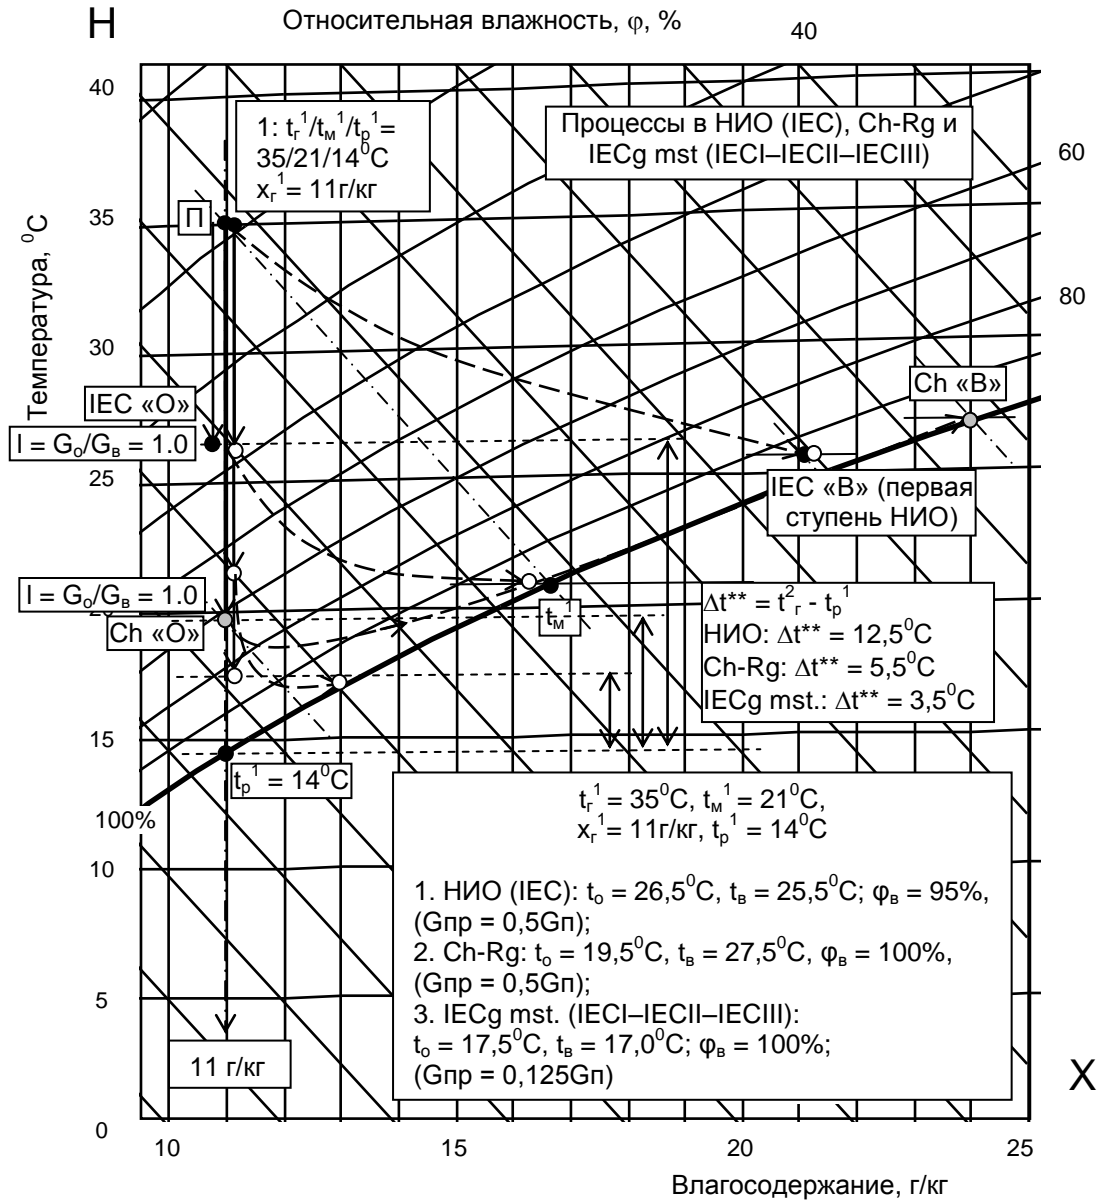 H
Относительная влажность, φ, %
40
40
1: tг¹/tм¹/tр¹=
35/21/14⁰C
xг¹= 11г/кг
Процессы в НИО (IEC), Ch-Rg и
IECg mst (IECI–IECII–IECIII)
60
35
П
Температура, ⁰C
80
30
Ch «В»
IEC «О»
I = Gо/Gв = 1.0
25
IEC «В» (первая
ступень НИО)
I = Gо/Gв = 1.0
Ch «О»
tм¹
Δt** = t²г - tр¹
НИО: Δt** = 12,5⁰C
Ch-Rg: Δt** = 5,5⁰C
IECg mst.: Δt** = 3,5⁰C
15
tр¹ = 14⁰C
100%
tг¹ = 35⁰C, tм¹ = 21⁰C,
xг¹= 11г/кг, tр¹ = 14⁰C
10
1. НИО (IEC): tо = 26,5⁰C, tв = 25,5⁰C; φв = 95%,
(Gпр = 0,5Gп);
2. Ch-Rg: tо = 19,5⁰C, tв = 27,5⁰C, φв = 100%,
(Gпр = 0,5Gп);
5
3. IECg mst. (IECI–IECII–IECIII):
tо = 17,5⁰C, tв = 17,0⁰C; φв = 100%;
(Gпр = 0,125Gп)
11 г/кг
X
0
10
15
20
25
Влагосодержание, г/кг